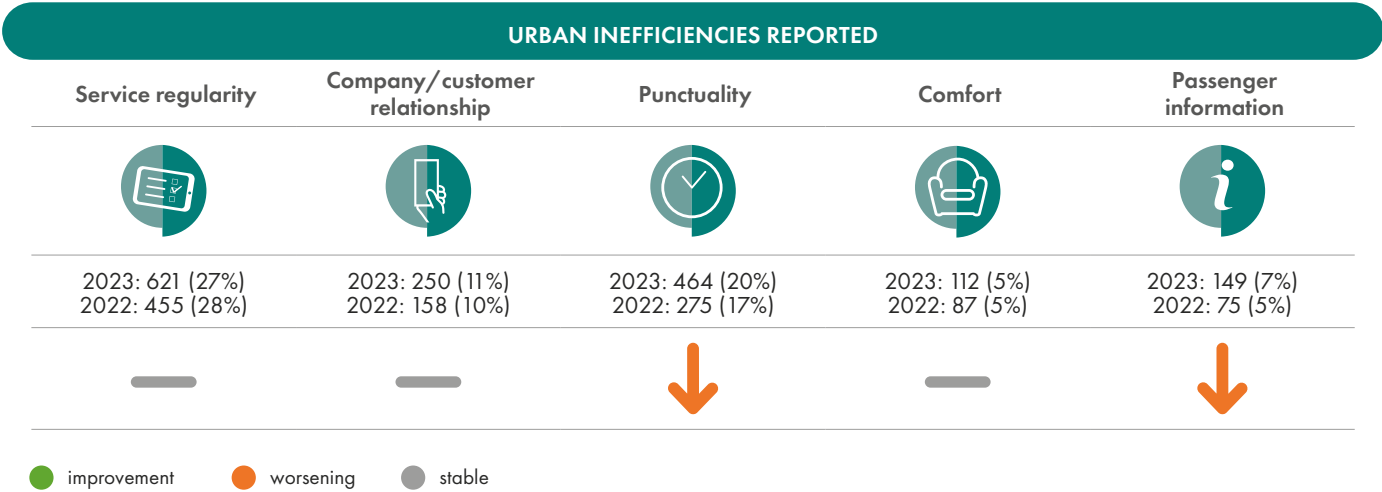 URBAN INEFFICIENCIES REPORTED
Service regularity
Company/customer
relationship
Punctuality
Comfort
Passenger
information
2023: 621 (27%)
2022: 455 (28%)
2023: 250 (11%)
2022: 158 (10%)
2023: 464 (20%)
2022: 275 (17%)
2023: 112 (5%)
2022: 87 (5%)
2023: 149 (7%)
2022: 75 (5%)
improvement
worsening
stable